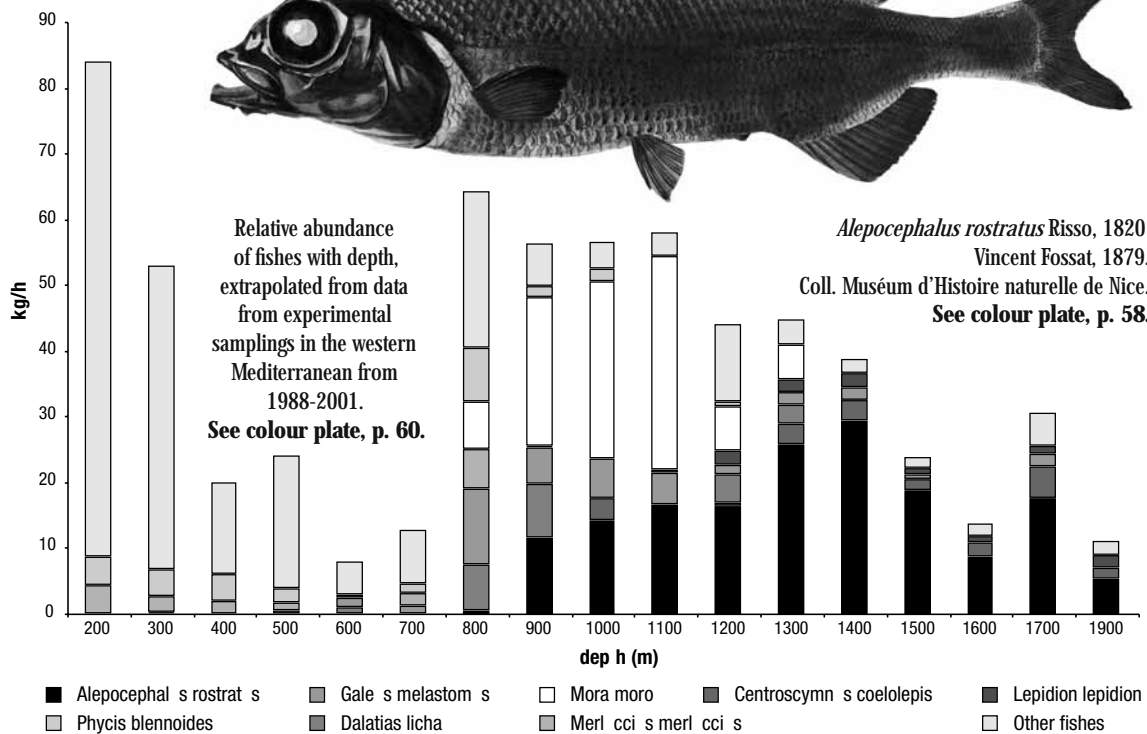 90
80
70
60
50
40
30
20
10
0
kg/h
Relative abundance
of fishes with depth,
extrapolated from data
from experimental
samplings in the western
Mediterranean from
1988-2001.
See colour plate, p. 60.
Alepocephalus rostratus Risso, 1820
Vincent Fossat, 1879.
Coll. Muséum d'Histoire naturelle de Nice.
See colour plate, p. 58.
200 300 400 500 600 700 800 900 1000 1100 1200 1300 1400 1500 1600 1700 1900
dep h (m)
Alepocephal s rostrat s Gale s melastom s Mora moro Centroscymn s coelolepis Lepidion lepidion
Phycis blennoides Dalatias licha Merl cci s merl cci s Other fishes